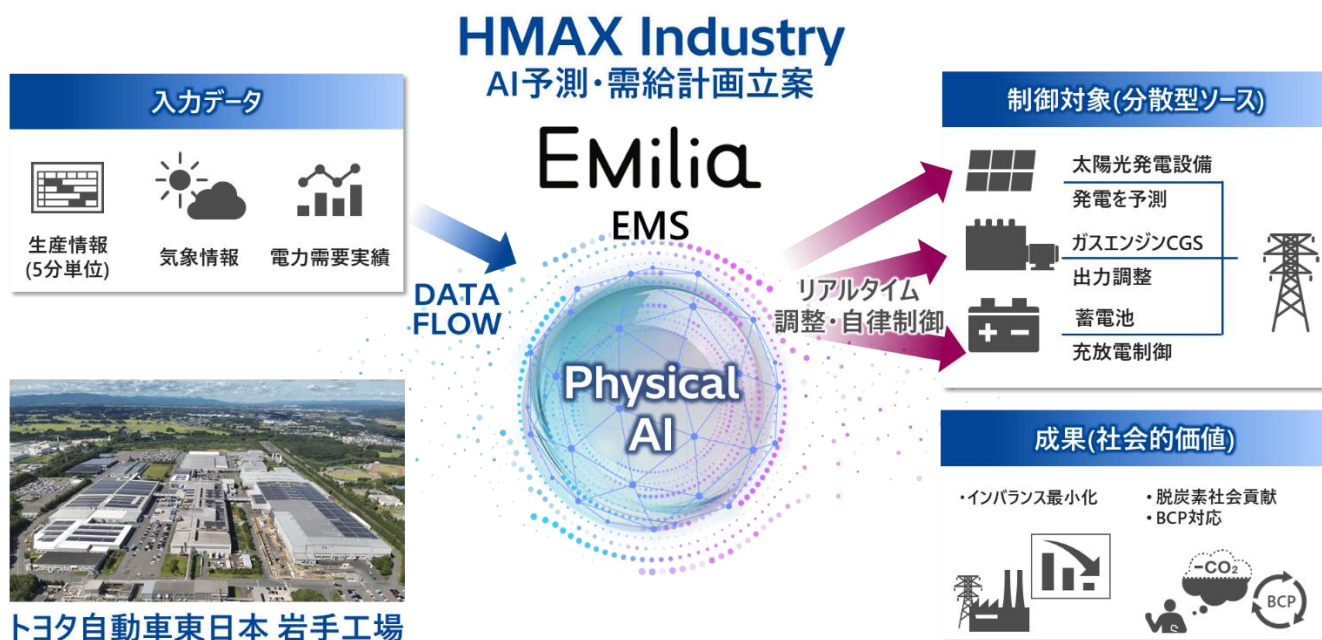 HMAX Industry
AI予測・需給計画立案
EMilia
EMS
入力データ
生産情報
(5分単位)
気象情報
電力需要実績
DATA
FLOW
Physical
AI
リアルタイム
調整・自律制御
制御対象(分散型ソース)
太陽光発電設備
発電を予測
ガスエンジンCGS
出力調整
蓄電池
充放電制御
トヨタ自動車東日本 岩手工場
成果(社会的価値)
・インバランス最小化
・脱炭素社会貢献
・BCP対応
-CO₂
BCP